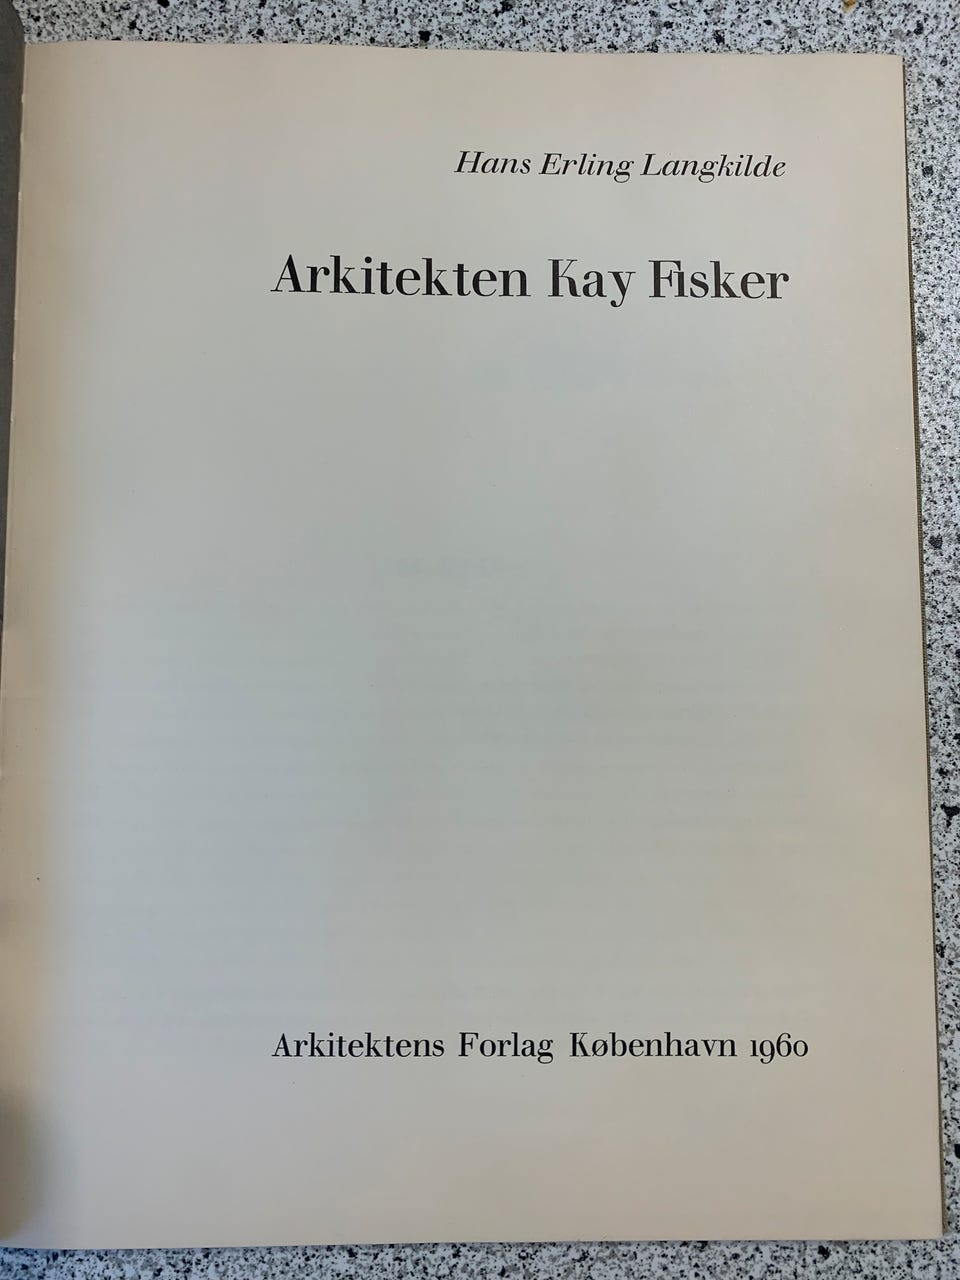 Hans Erling Langkilde
Arkitekten Kay Fisker
Arkitektens Forlag København 1960